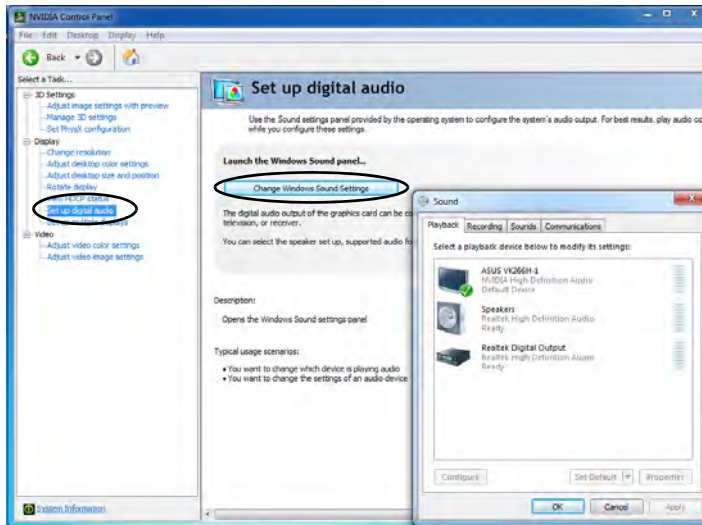 NVIDIA Control Panel
File Edit Desktop Display Help
Back
Select a Task...
3D Settings
Adjust image settings with preview
Manage 3D settings
Set PhysX configuration
Display
Change resolution
Adjust desktop color settings
Adjust desktop size and position
Rotate display
View HDCP status
Set up digital audio
Video
Adjust video color settings
Adjust video image settings
System Information
Set up digital audio
Use the Sound settings panel provided by the operating system to configure the system's audio output. For best results, play audio co
while you configure these settings.
Launch the Windows Sound panel...
Change Windows Sound Settings
The digital audio output of the graphics card can be co
television, or receiver.
You can select the speaker set up, supported audio fo
Description:
Opens the Windows Sound settings panel
Typical usage scenarios:
• You want to change which device is playing audio
• You want to change the settings of an audio device
Sound
Playback Recording Sounds Communications
Select a playback device below to modify its settings:
ASUS VK266H-1
NVIDIA High Definition Audio
Default Device
Speakers
Realtek High Definition Audio
Ready
Realtek Digital Output
Realtek High Definition Audio
Ready
Configure Set Default Properties
OK Cancel Apply